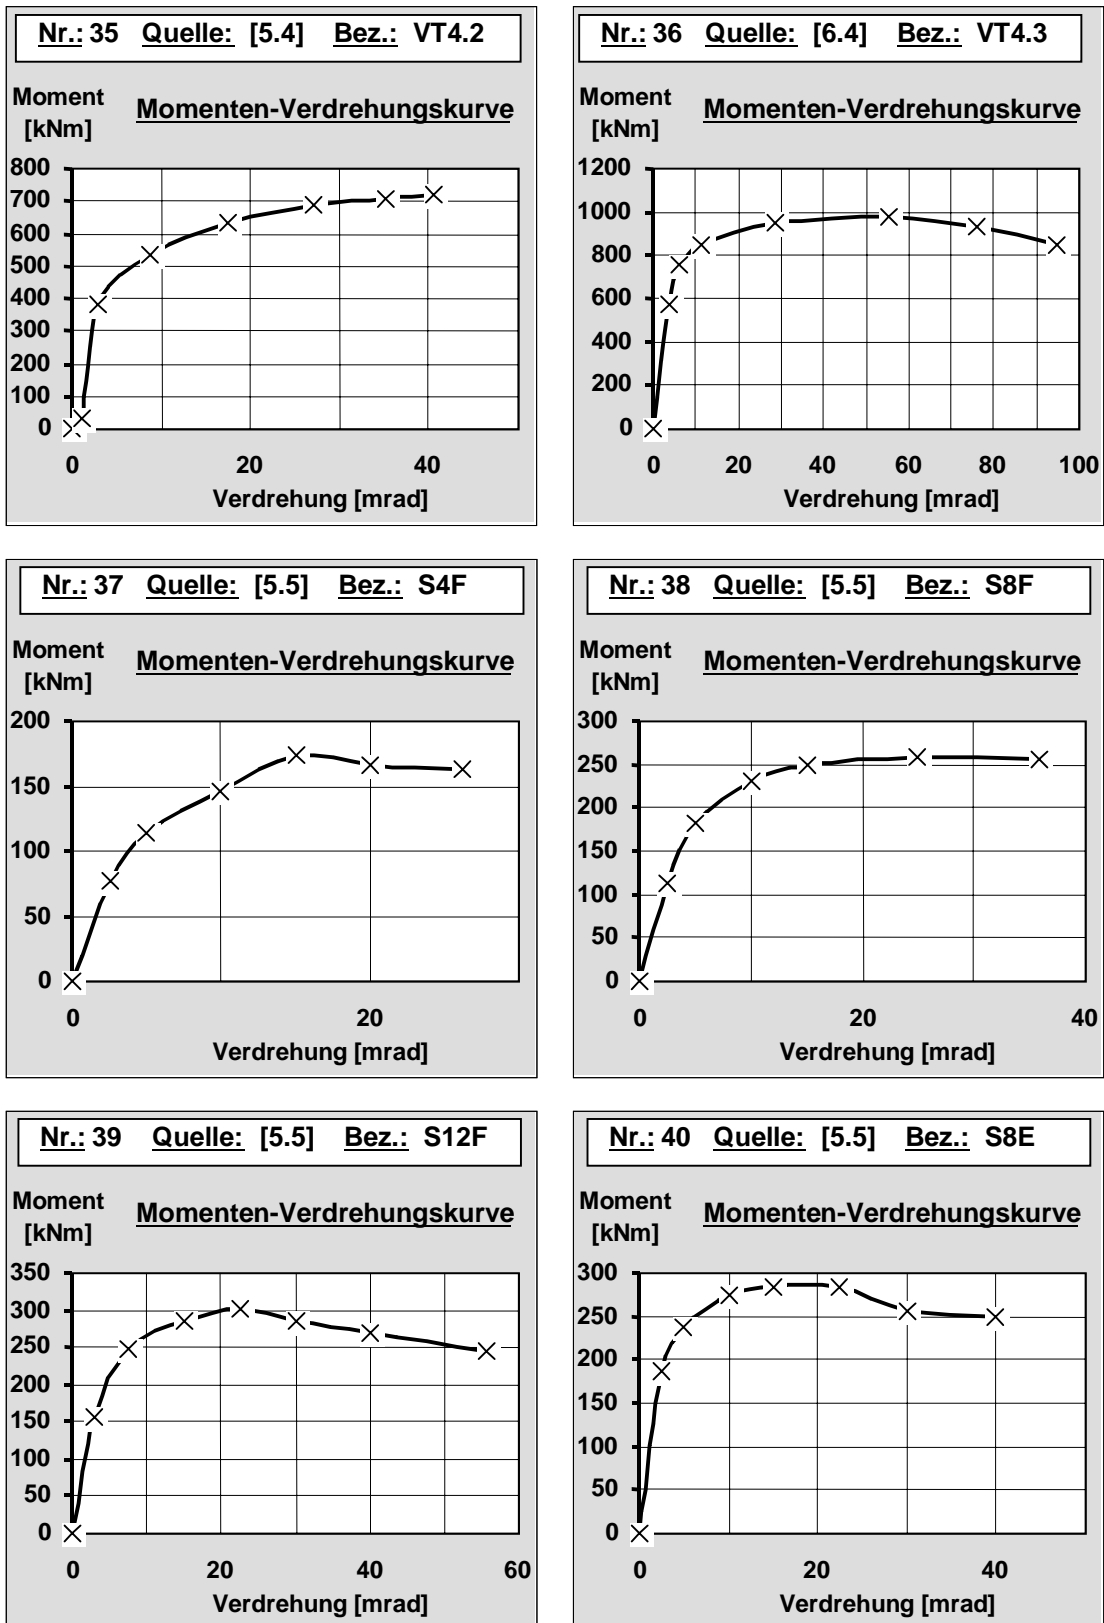 Nr.: 35 Quelle: [5.4] Bez.: VT4.2
Moment
[kNm]
Momenten-Verdrehungskurve
800
700
600
500
400
300
200
100
0
0 20 40
Verdrehung [mrad]
Nr.: 36 Quelle: [6.4] Bez.: VT4.3
Moment
[kNm]
Momenten-Verdrehungskurve
1200
1000
800
600
400
200
0
0 20 40 60 80 100
Verdrehung [mrad]
Nr.: 37 Quelle: [5.5] Bez.: S4F
Moment
[kNm]
Momenten-Verdrehungskurve
200
150
100
50
0
0 20
Verdrehung [mrad]
Nr.: 38 Quelle: [5.5] Bez.: S8F
Moment
[kNm]
Momenten-Verdrehungskurve
300
250
200
150
100
50
0
0 20 40
Verdrehung [mrad]
Nr.: 39 Quelle: [5.5] Bez.: S12F
Moment
[kNm]
Momenten-Verdrehungskurve
350
300
250
200
150
100
50
0
0 20 40 60
Verdrehung [mrad]
Nr.: 40 Quelle: [5.5] Bez.: S8E
Moment
[kNm]
Momenten-Verdrehungskurve
300
250
200
150
100
50
0
0 20 40
Verdrehung [mrad]